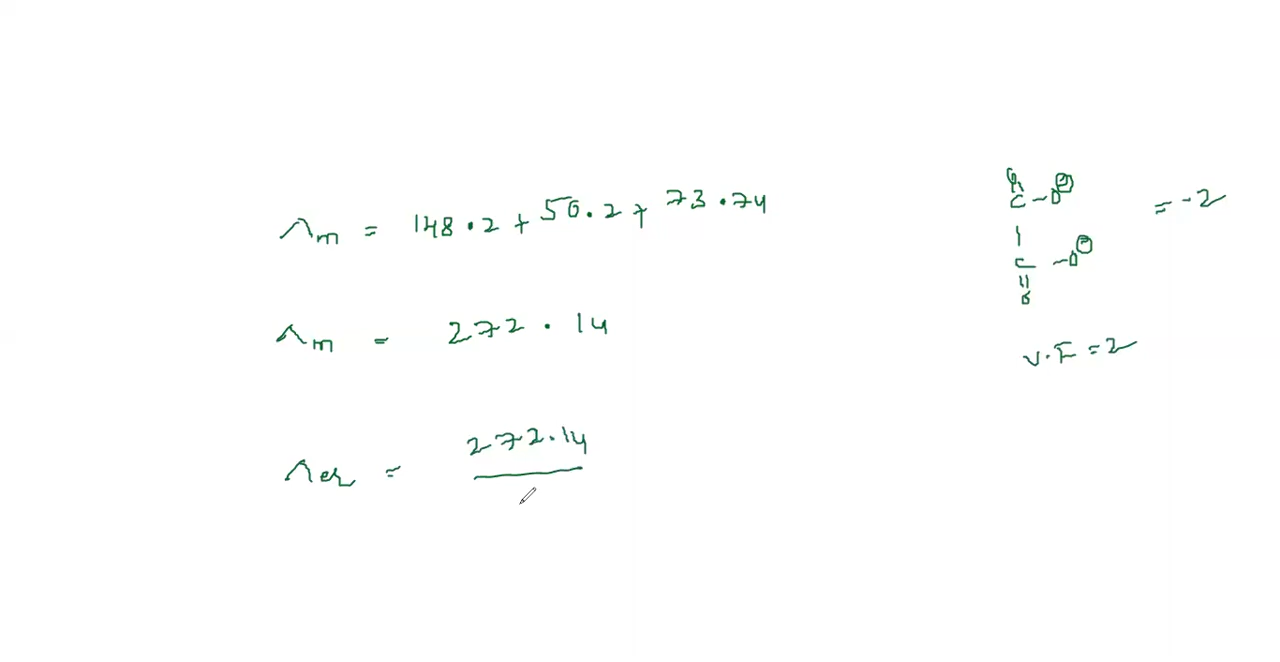 Λm = 148.2 + 50.2 + 73.74
Λm = 272.14
Λeq = 272.14
O
C - O⊖
C - O⊖
O
= -2
V.F = 2